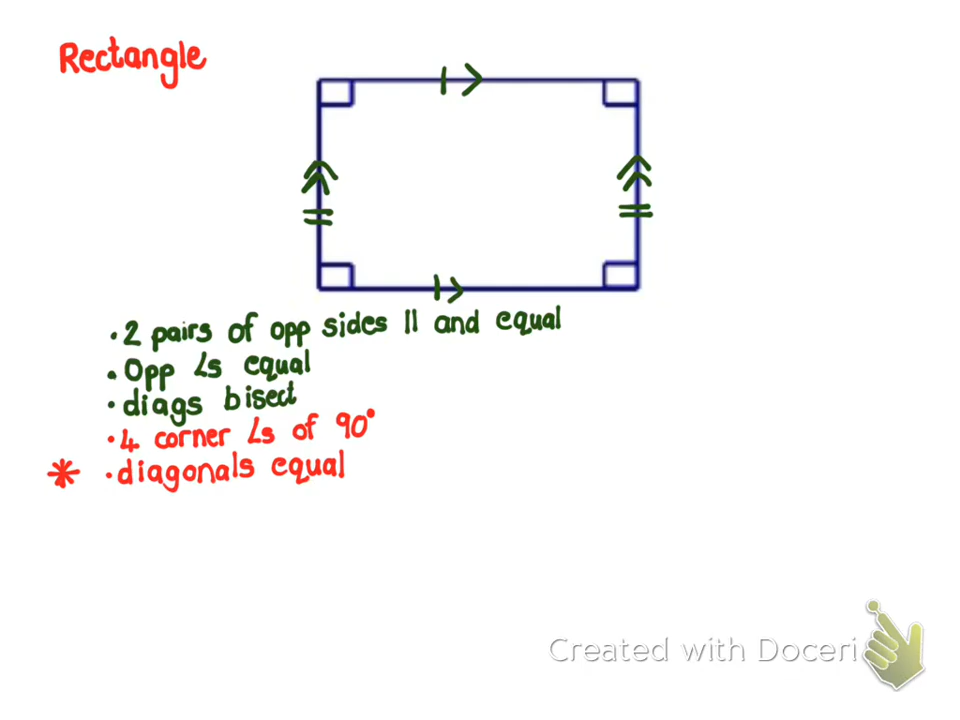 Rectangle
· 2 pairs of opp sides || and equal
· Opp ∠s equal
· diags bisect
· 4 corner ∠s of 90°
* · diagonals equal
Created with Doceri